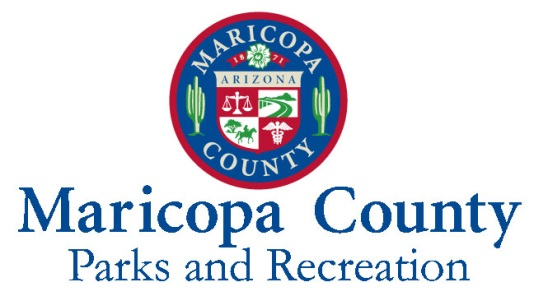 MARICOPA
18 71
ARIZONA
COUNTY
Maricopa County
Parks and Recreation